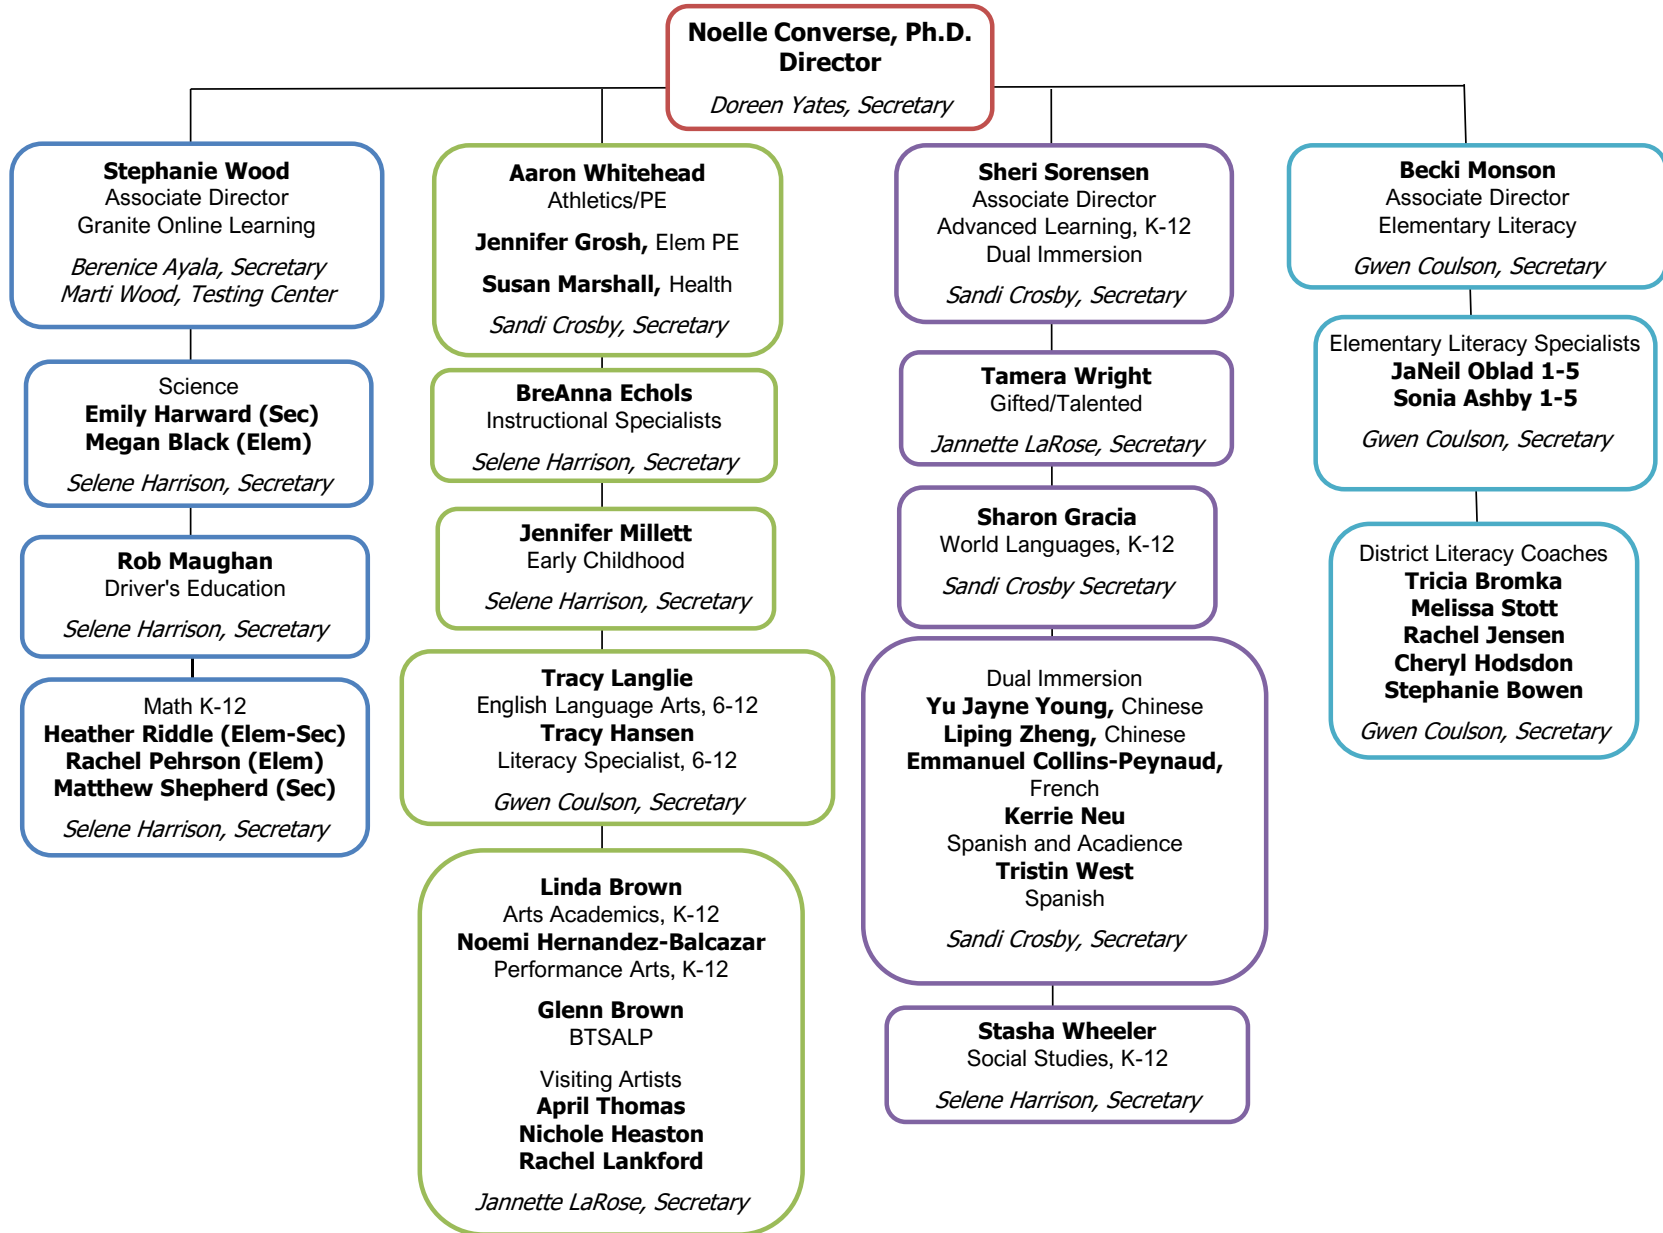 Noelle Converse, Ph.D.
Director
Doreen Yates, Secretary
Stephanie Wood
Associate Director
Granite Online Learning
Berenice Ayala, Secretary
Marti Wood, Testing Center
Science
Emily Harward (Sec)
Megan Black (Elem)
Selene Harrison, Secretary
Rob Maughan
Driver's Education
Selene Harrison, Secretary
Math K-12
Heather Riddle (Elem-Sec)
Rachel Pehrson (Elem)
Matthew Shepherd (Sec)
Selene Harrison, Secretary
Aaron Whitehead
Athletics/PE
Jennifer Grosh, Elem PE
Susan Marshall, Health
Sandi Crosby, Secretary
BreAnna Echols
Instructional Specialists
Selene Harrison, Secretary
Jennifer Millett
Early Childhood
Selene Harrison, Secretary
Tracy Langlie
English Language Arts, 6-12
Tracy Hansen
Literacy Specialist, 6-12
Gwen Coulson, Secretary
Linda Brown
Arts Academics, K-12
Noemi Hernandez-Balcazar
Performance Arts, K-12
Glenn Brown
BTSALP
Visiting Artists
April Thomas
Nichole Heaston
Rachel Lankford
Jannette LaRose, Secretary
Sheri Sorensen
Associate Director
Advanced Learning, K-12
Dual Immersion
Sandi Crosby, Secretary
Tamera Wright
Gifted/Talented
Jannette LaRose, Secretary
Sharon Gracia
World Languages, K-12
Sandi Crosby Secretary
Dual Immersion
Yu Jayne Young, Chinese
Liping Zheng, Chinese
Emmanuel Collins-Peynaud,
French
Kerrie Neu
Spanish and Acadience
Tristin West
Spanish
Sandi Crosby, Secretary
Stasha Wheeler
Social Studies, K-12
Selene Harrison, Secretary
Becki Monson
Associate Director
Elementary Literacy
Gwen Coulson, Secretary
Elementary Literacy Specialists
JaNeil Oblad 1-5
Sonia Ashby 1-5
Gwen Coulson, Secretary
District Literacy Coaches
Tricia Bromka
Melissa Stott
Rachel Jensen
Cheryl Hodsdon
Stephanie Bowen
Gwen Coulson, Secretary